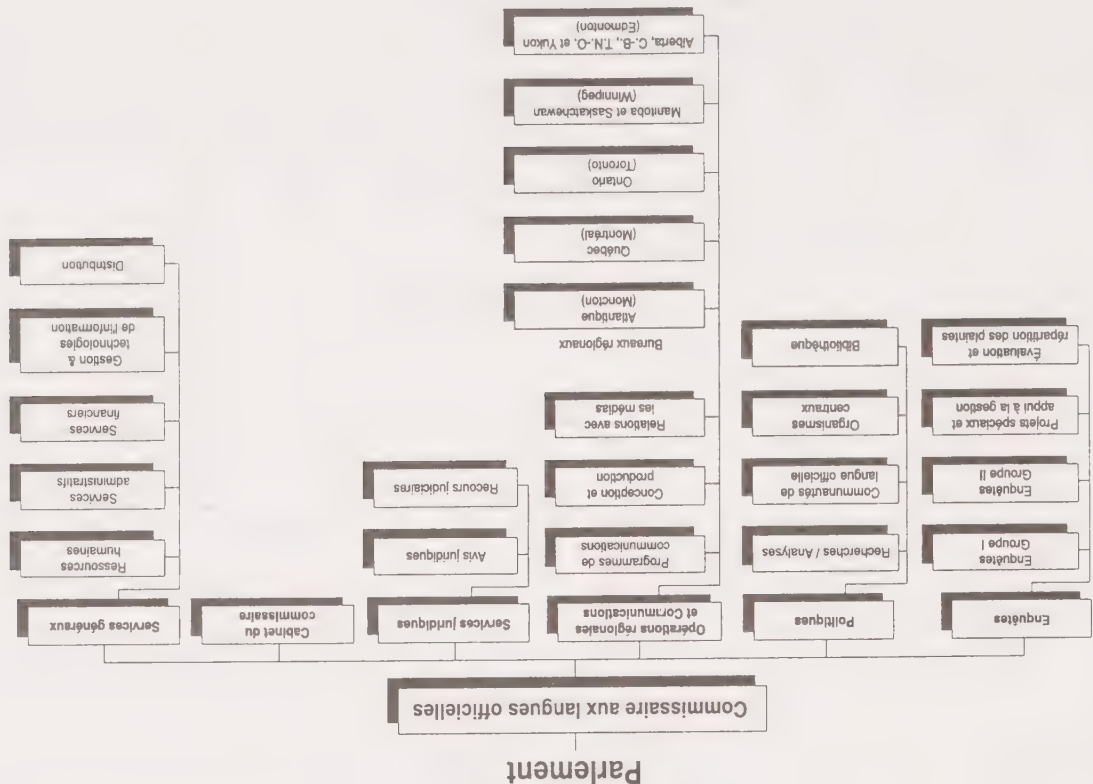 Parlement
Commissaire aux langues officielles
Enquêtes
Enquêtes
Groupe I
Enquêtes
Groupe II
Projets spéciaux et
appui à la gestion
Évaluation et
répartition des plaintes
Politiques
Recherches / Analyses
Communautés de
langue officielle
Organismes
centraux
Bibliothèque
Opérations régionales
et Communications
Programmes de
communications
Conception et
production
Relations avec
les médias
Bureaux régionaux
Atlantique
(Moncton)
Québec
(Montréal)
Ontario
(Toronto)
Manitoba et Saskatchewan
(Winnipeg)
Alberta, C.-B., T.N.-O. et Yukon
(Edmonton)
Services juridiques
Avis juridiques
Recours judiciaires
Cabinet du
commissaire
Services généraux
Ressources
humaines
Services
administratifs
Services
financiers
Gestion &
technologies
de l'information
Distribution